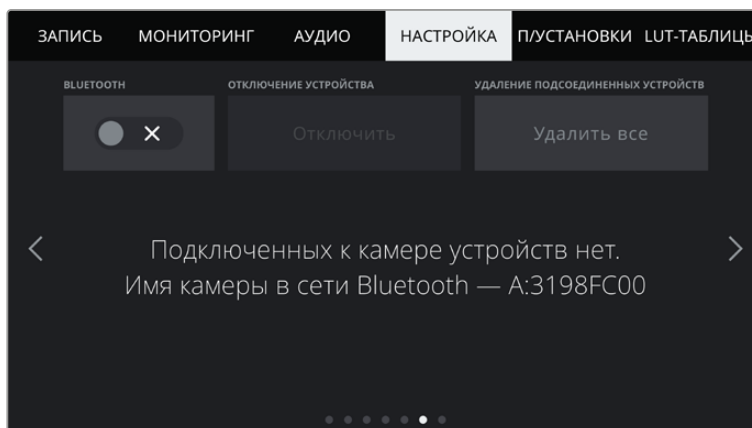 ЗАПИСЬ МОНИТОРИНГ АУДИО НАСТРОЙКА П/УСТАНОВКИ LUT-ТАБЛИЦЫ
BLUETOOTH ОТКЛЮЧЕНИЕ УСТРОЙСТВА УДАЛЕНИЕ ПОДСОЕДИНЕННЫХ УСТРОЙСТВ
Отключить Удалить все
Подключенных к камере устройств нет.
Имя камеры в сети Bluetooth — A:3198FC00